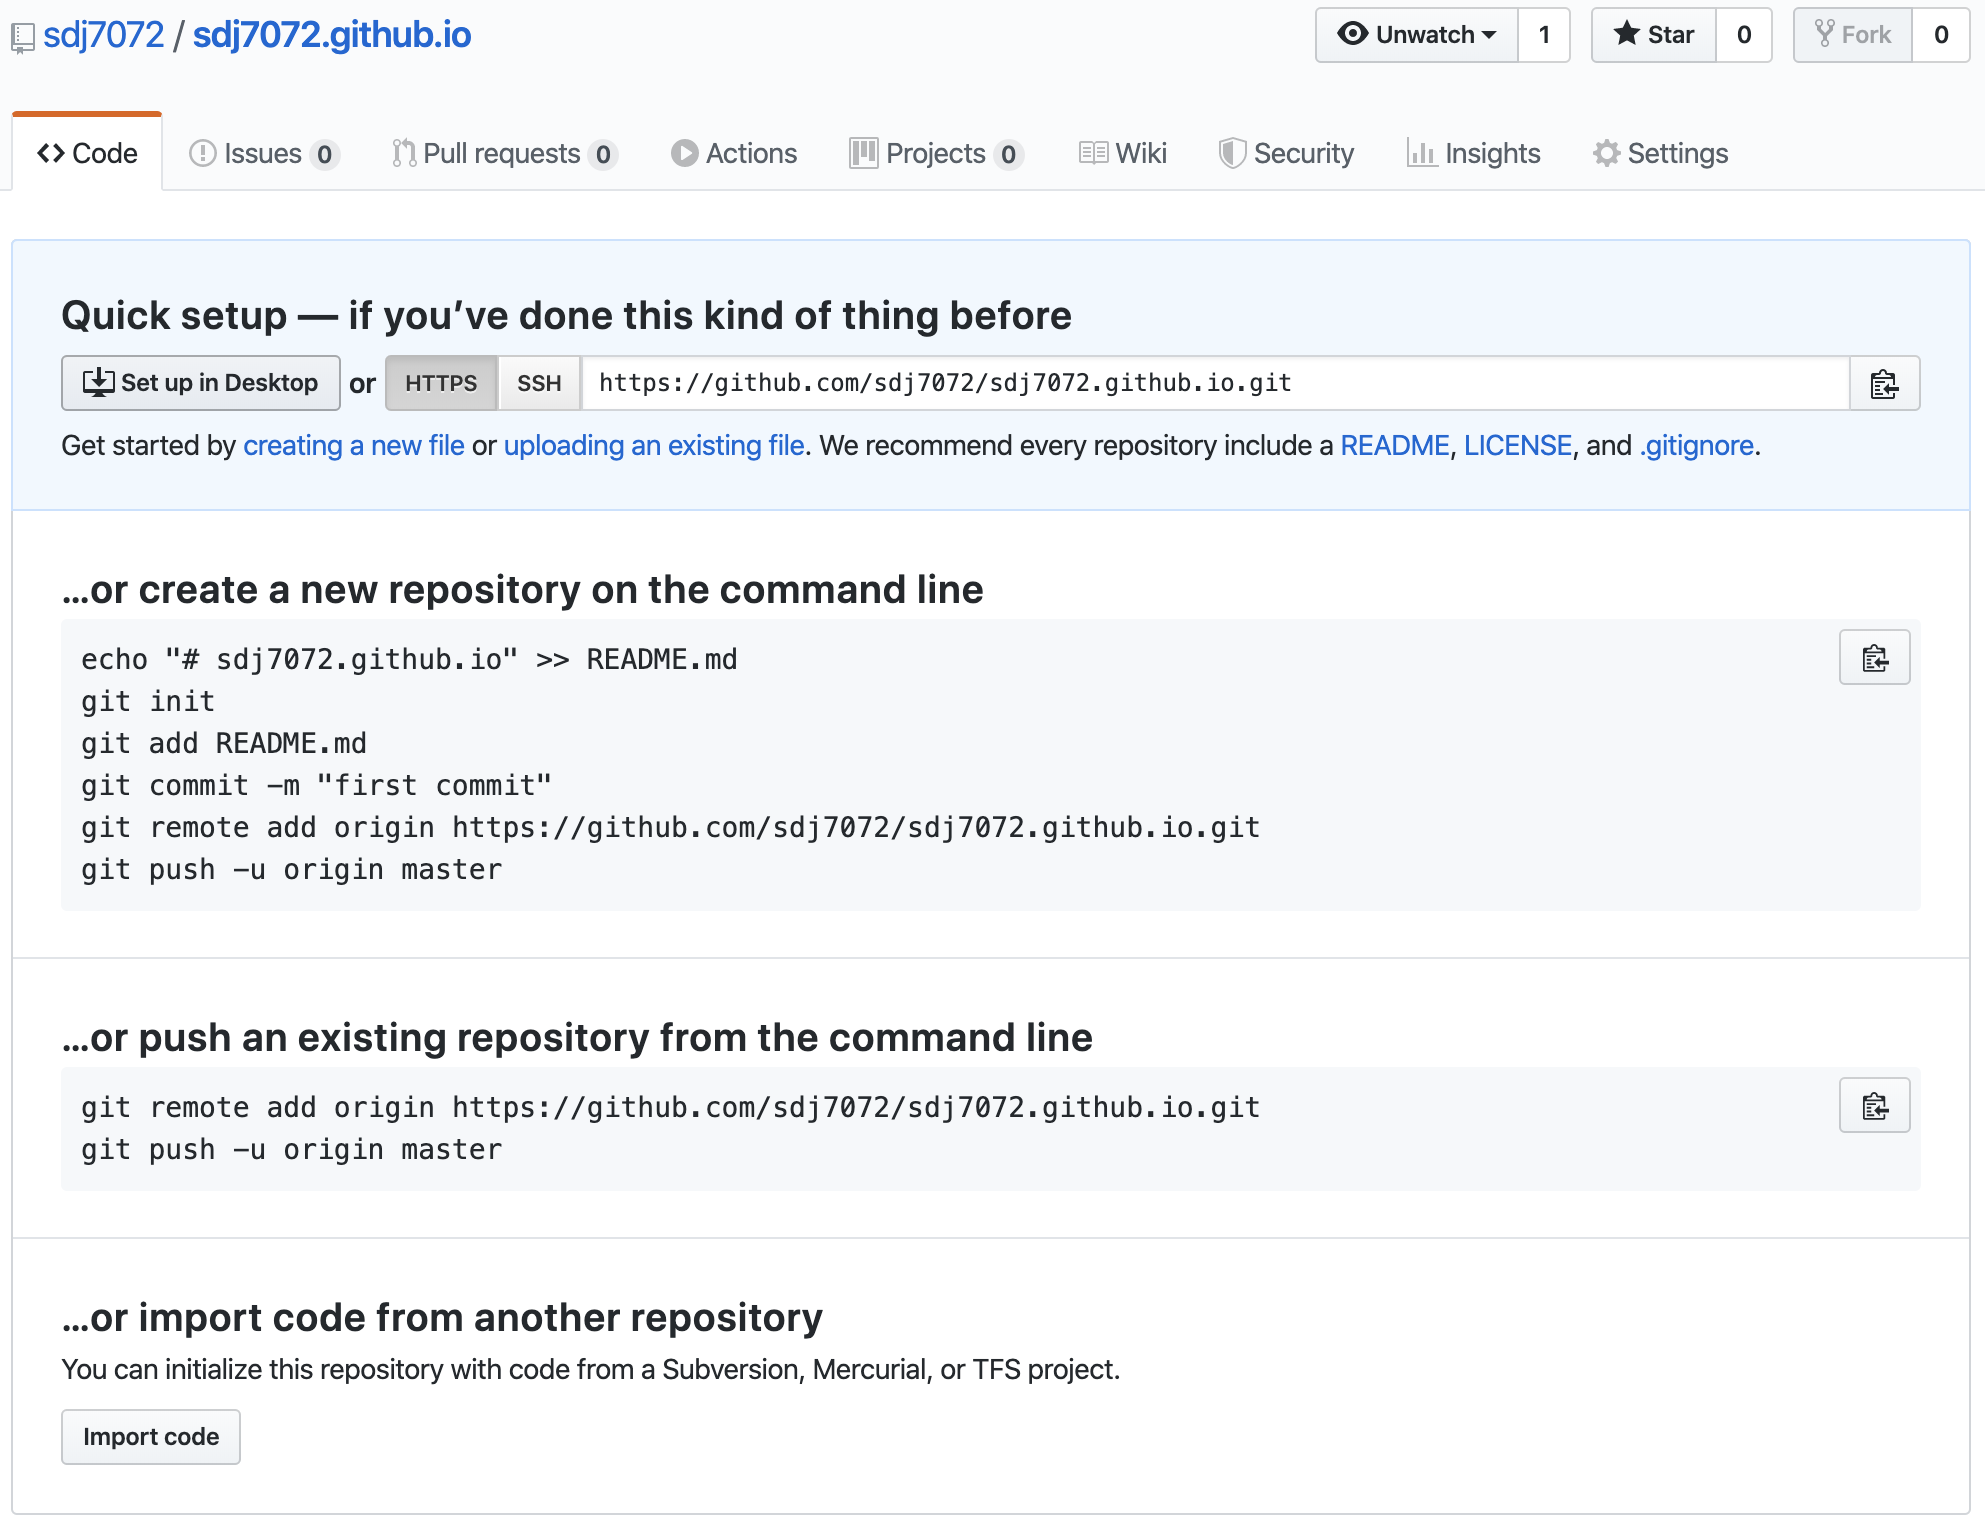 sdj7072 / sdj7072.github.io
Unwatch 1 Star 0 Fork 0
Code Issues 0 Pull requests 0 Actions Projects 0 Wiki Security Insights Settings
Quick setup — if you’ve done this kind of thing before
Set up in Desktop or HTTPS SSH https://github.com/sdj7072/sdj7072.github.io.git
Get started by creating a new file or uploading an existing file. We recommend every repository include a README, LICENSE, and .gitignore.
…or create a new repository on the command line
echo "# sdj7072.github.io" >> README.md
git init
git add README.md
git commit -m "first commit"
git remote add origin https://github.com/sdj7072/sdj7072.github.io.git
git push -u origin master
…or push an existing repository from the command line
git remote add origin https://github.com/sdj7072/sdj7072.github.io.git
git push -u origin master
…or import code from another repository
You can initialize this repository with code from a Subversion, Mercurial, or TFS project.
Import code